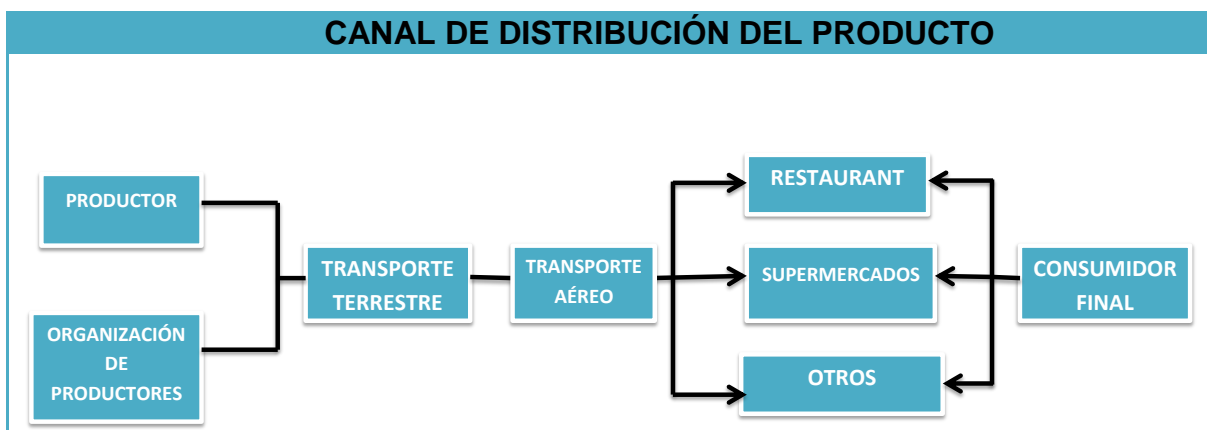 CANAL DE DISTRIBUCIÓN DEL PRODUCTO
PRODUCTOR
ORGANIZACIÓN
DE
PRODUCTORES
TRANSPORTE
TERRESTRE
TRANSPORTE
AÉREO
RESTAURANT
SUPERMERCADOS
OTROS
CONSUMIDOR
FINAL